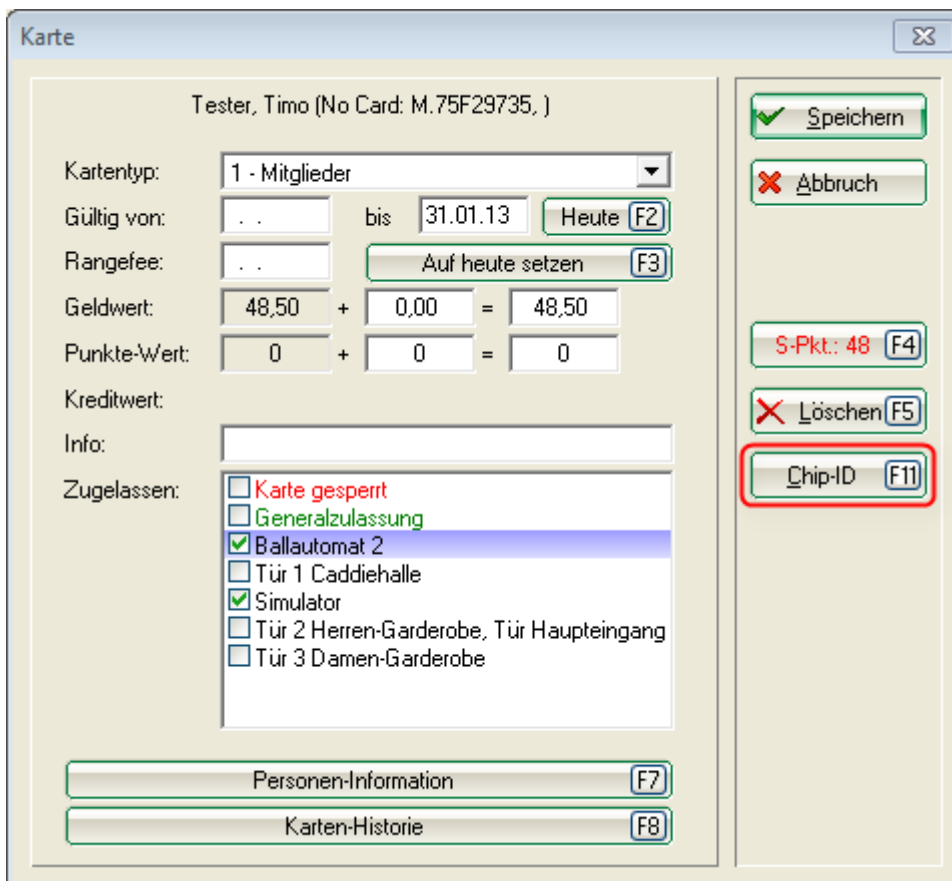 Karte
Tester, Timo (No Card: M.75F29735, )
Kartentyp: 1 - Mitglieder
Gültig von: . . bis 31.01.13 Heute F2
Rangefee: . . Auf heute setzen F3
Geldwert: 48,50 + 0,00 = 48,50
Punkte-Wert: 0 + 0 = 0
Kreditwert:
Info:
Zugelassen: Karte gesperrt
Generalzulassung
Ballautomat 2
Tür 1 Caddiehalle
Simulator
Tür 2 Herren-Garderobe, Tür Haupteingang
Tür 3 Damen-Garderobe
Personen-Information F7
Karten-Historie F8
Speichern
Abbruch
S-Pkt.: 48 F4
Löschen F5
Chip-ID F11